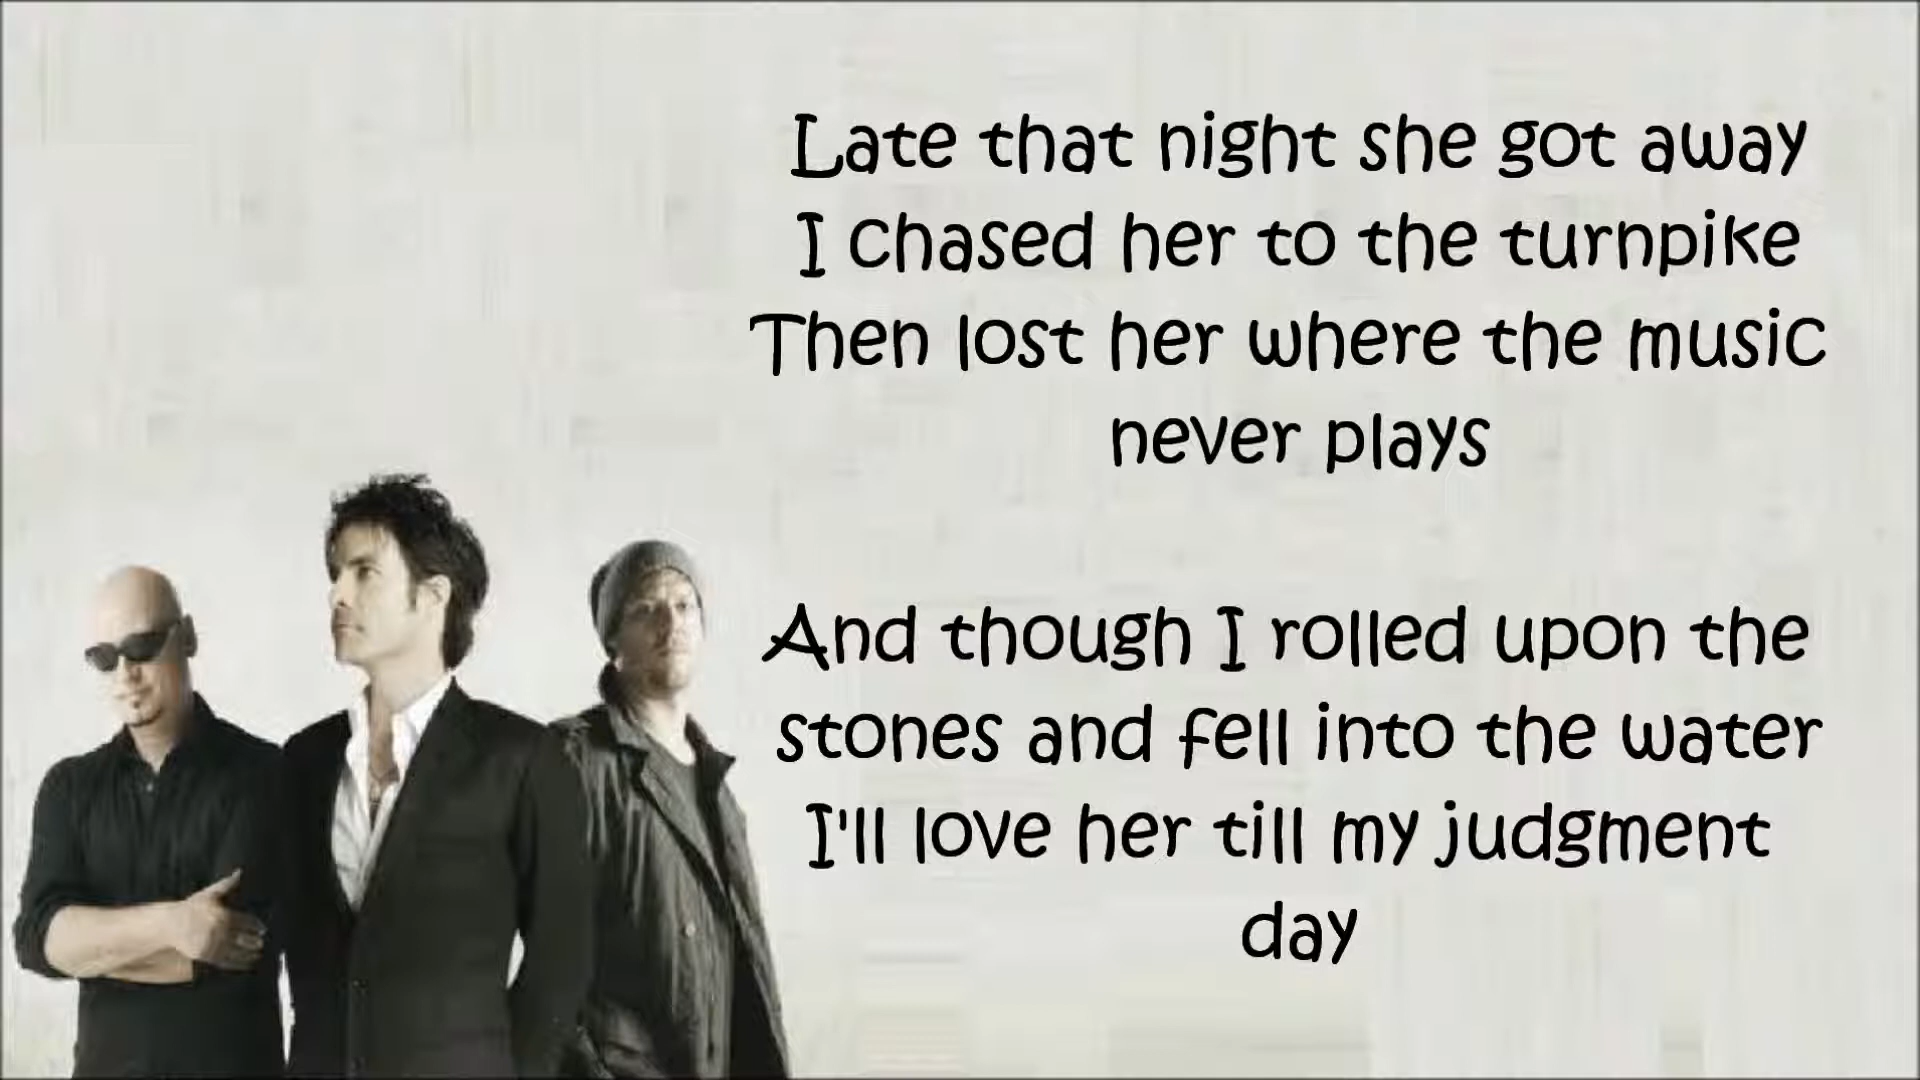 Late that night she got away
I chased her to the turnpike
Then lost her where the music
never plays
And though I rolled upon the
stones and fell into the water
I'll love her till my judgment
day